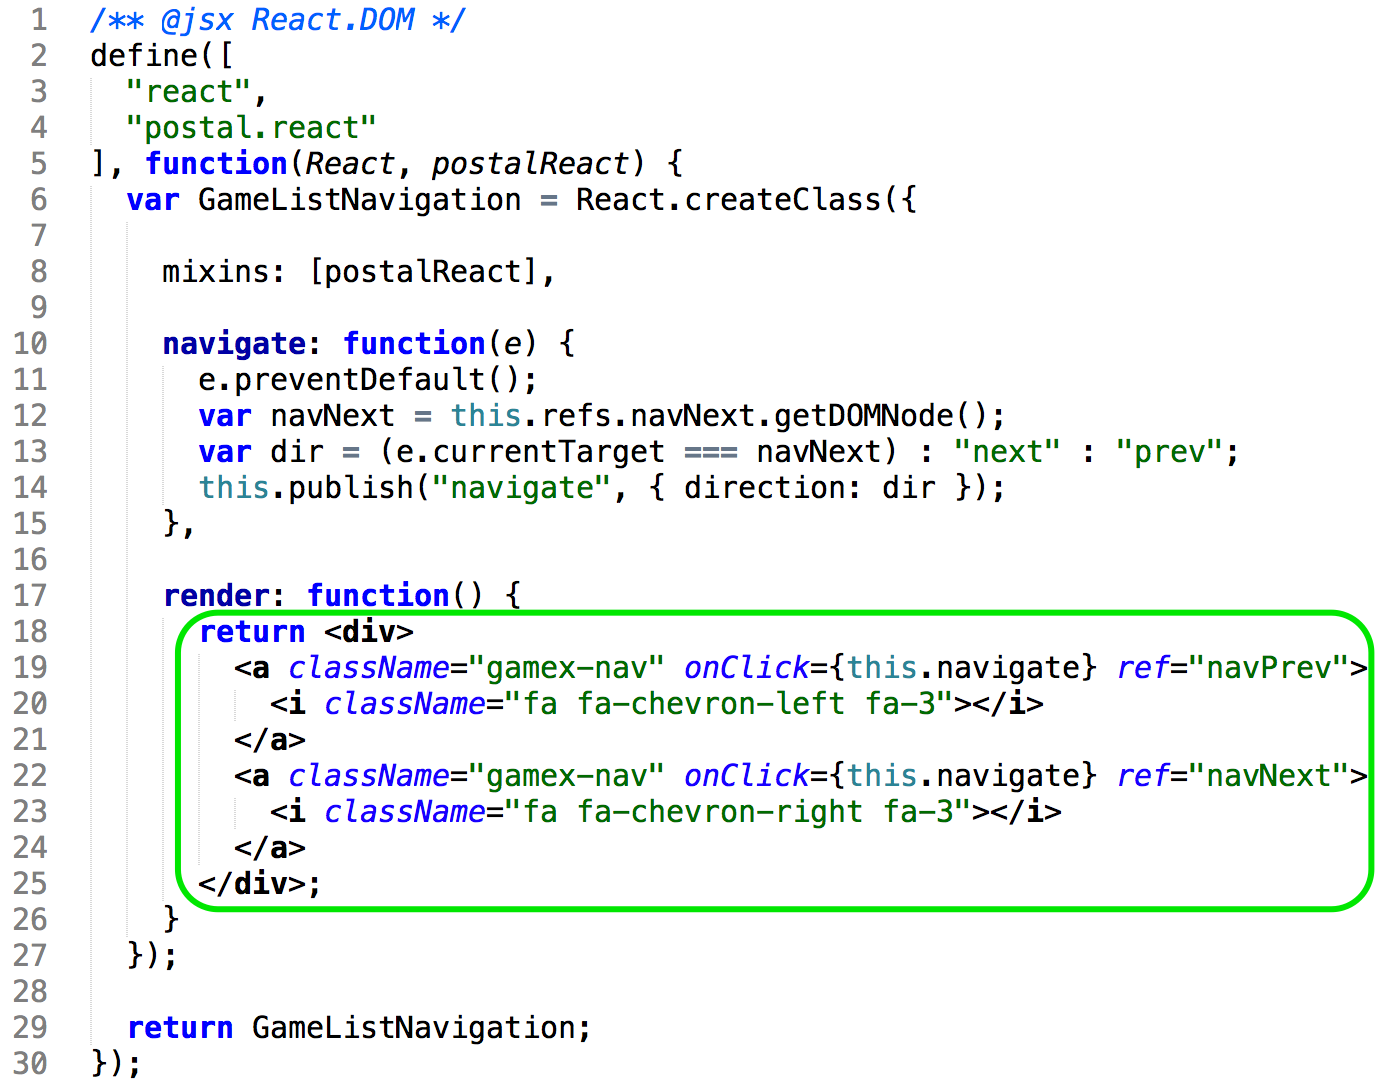 1 /** @jsx React.DOM */
2 define([
3   "react",
4   "postal.react"
5 ], function(React, postalReact) {
6   var GameListNavigation = React.createClass({
7
8     mixins: [postalReact],
9
10     navigate: function(e) {
11       e.preventDefault();
12       var navNext = this.refs.navNext.getDOMNode();
13       var dir = (e.currentTarget === navNext) : "next" : "prev";
14       this.publish("navigate", { direction: dir });
15     },
16
17     render: function() {
18       return <div>
19         <a className="gamex-nav" onClick={this.navigate} ref="navPrev">
20           <i className="fa fa-chevron-left fa-3"></i>
21         </a>
22         <a className="gamex-nav" onClick={this.navigate} ref="navNext">
23           <i className="fa fa-chevron-right fa-3"></i>
24         </a>
25       </div>;
26     }
27   });
28
29   return GameListNavigation;
30 });